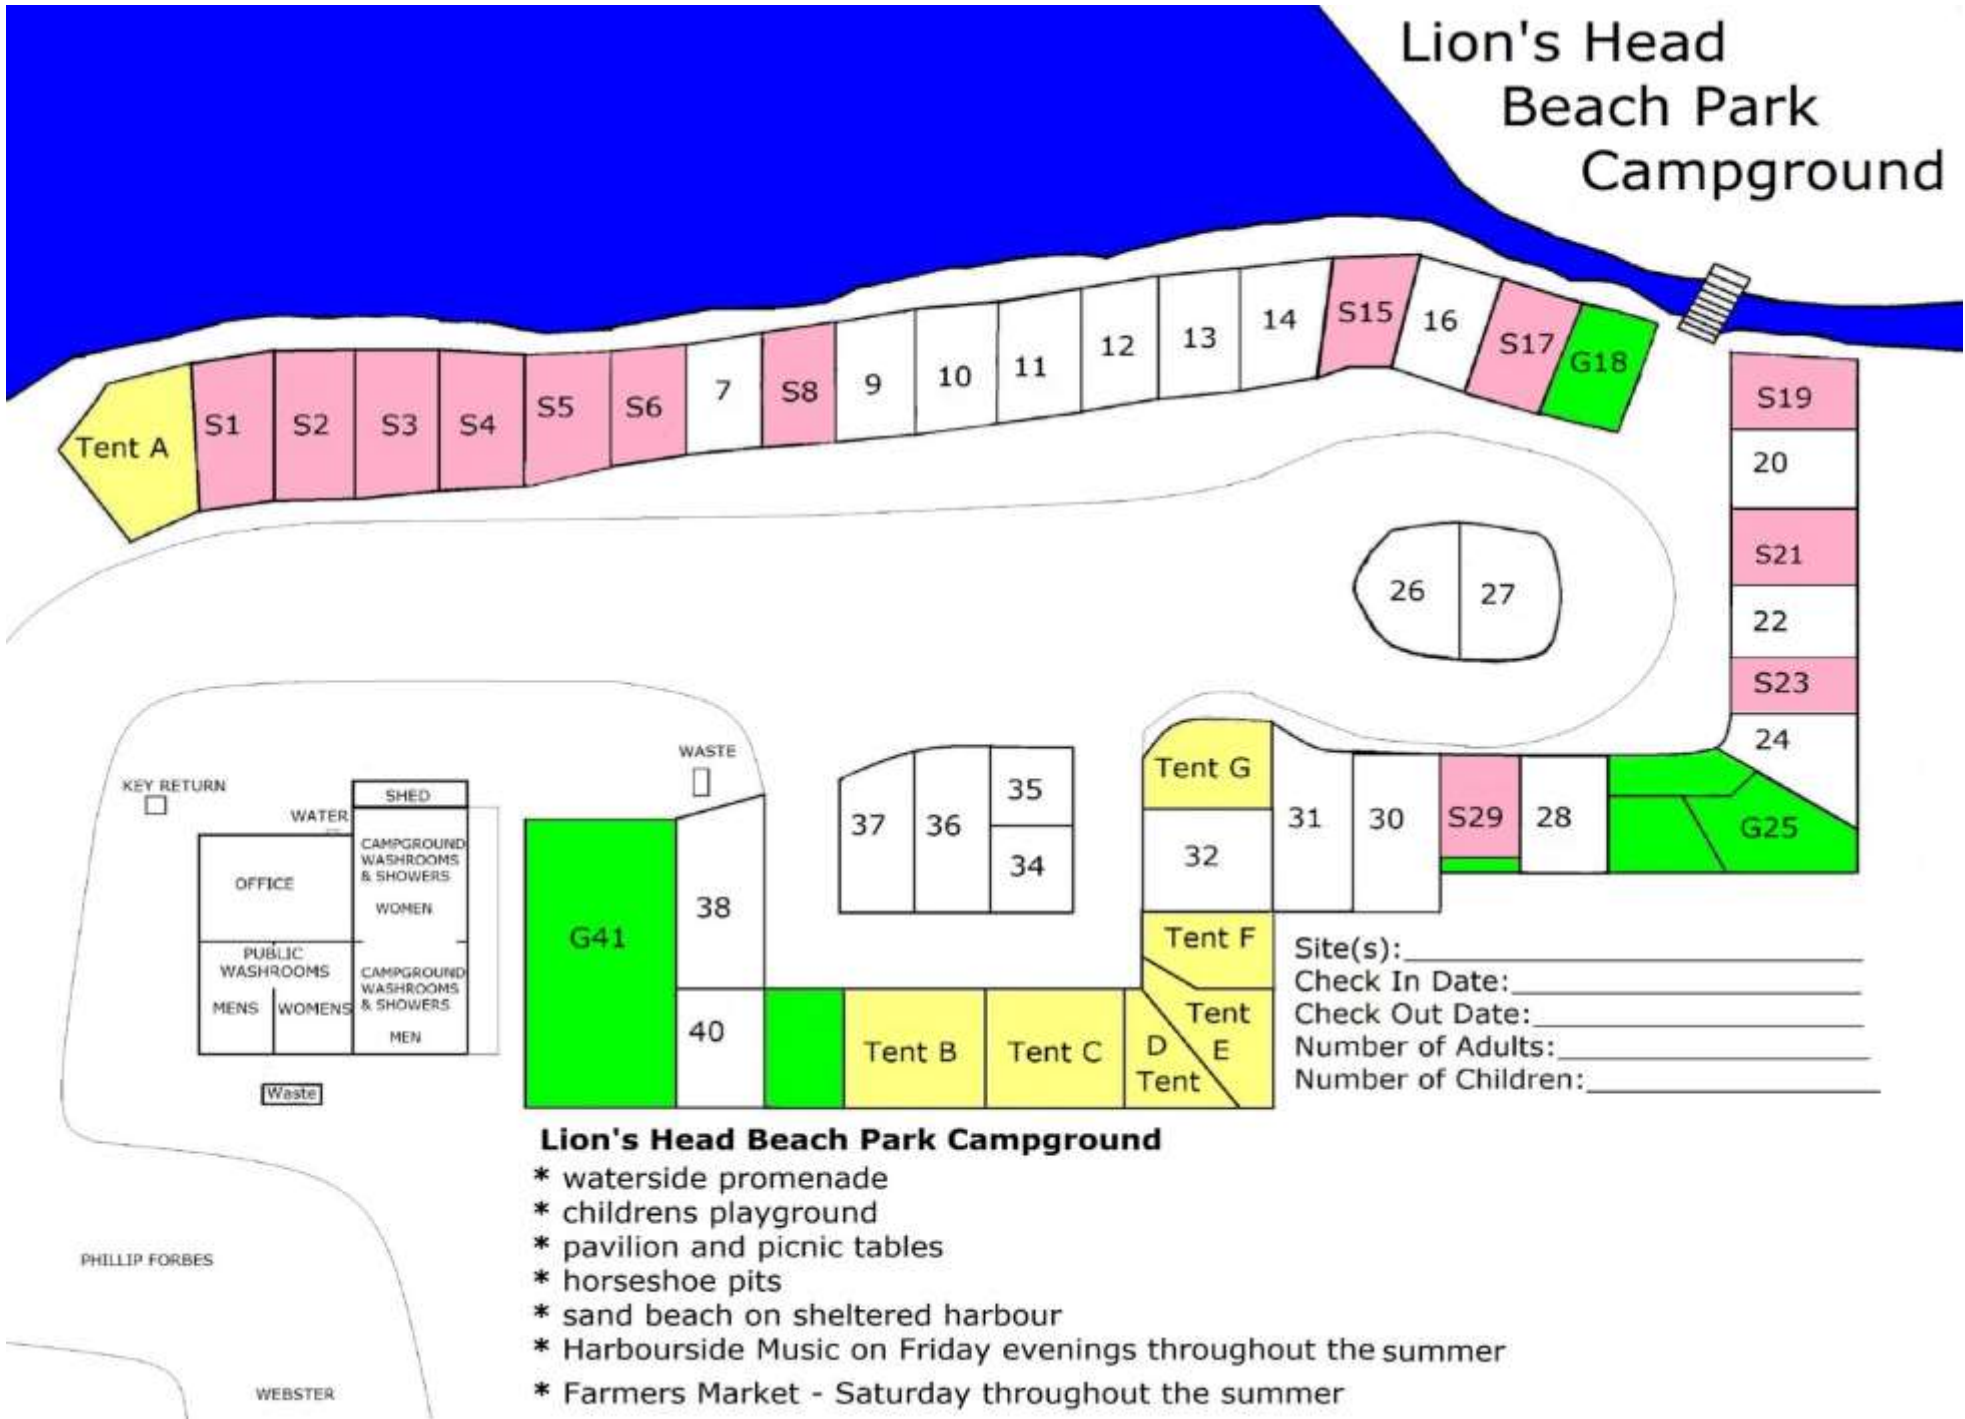 Lion's Head
Beach Park
Campground
Tent A
S1
S2
S3
S4
S5
S6
7
S8
9
10
11
12
13
14
S15
16
S17
G18
S19
20
S21
22
S23
24
G25
26
27
28
S29
30
31
Tent G
32
Tent F
Tent
E
D
Tent
Tent C
Tent B
35
34
36
37
38
40
G41
WASTE
KEY RETURN
WATER
SHED
CAMPGROUND
WASHROOMS
& SHOWERS
WOMEN
OFFICE
PUBLIC
WASHROOMS
MENS
WOMENS
CAMPGROUND
WASHROOMS
& SHOWERS
MEN
Waste
Site(s):
Check In Date:
Check Out Date:
Number of Adults:
Number of Children:
Lion's Head Beach Park Campground
* waterside promenade
* childrens playground
* pavilion and picnic tables
* horseshoe pits
* sand beach on sheltered harbour
* Harbourside Music on Friday evenings throughout the summer
* Farmers Market - Saturday throughout the summer
PHILLIP FORBES
WEBSTER